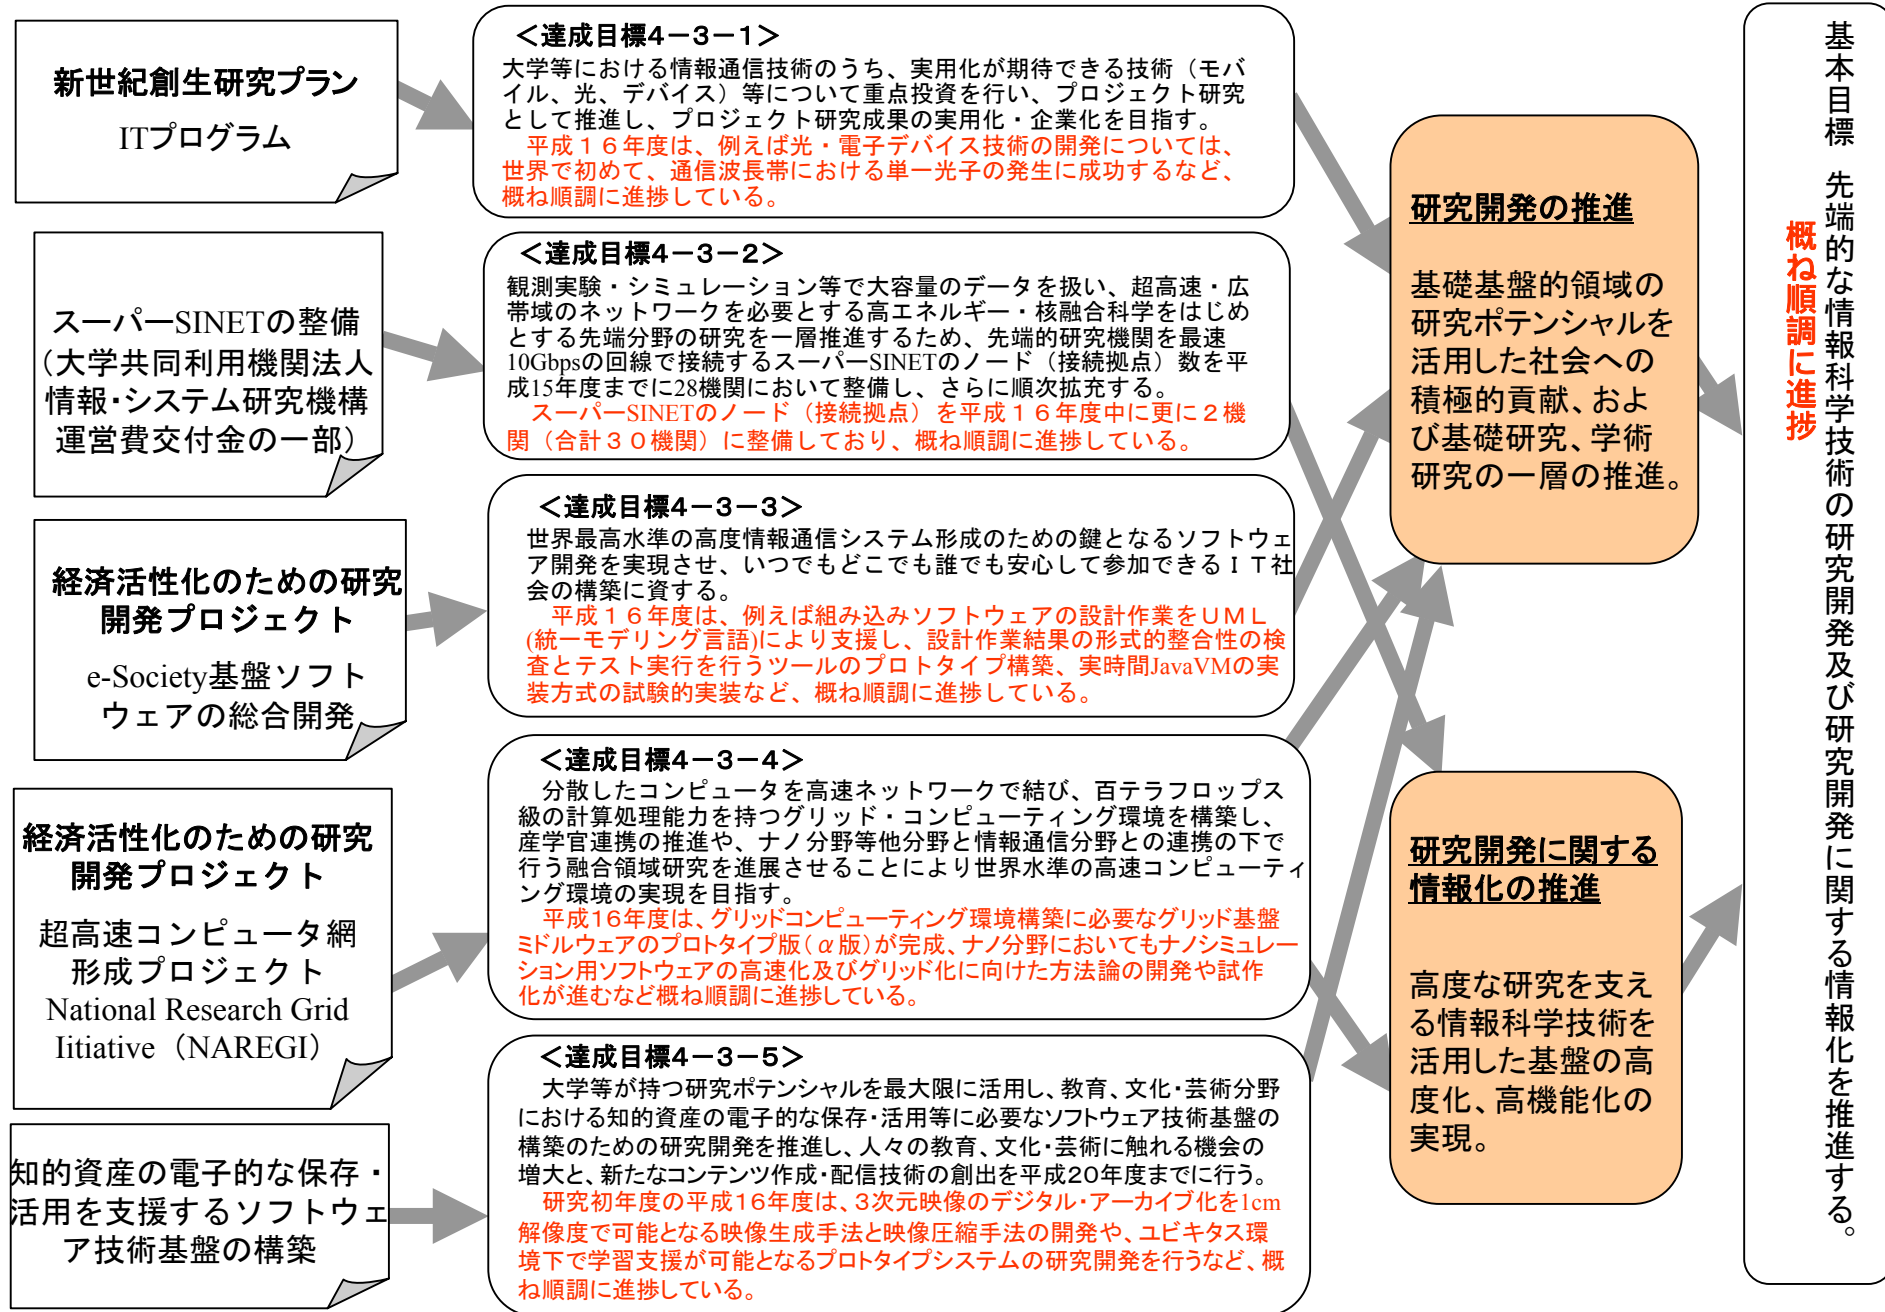 新世紀創生研究プラン
ITプログラム
スーパーSINETの整備
(大学共同利用機関法人
情報・システム研究機構
運営費交付金の一部)
経済活性化のための研究
開発プロジェクト
e-Society基盤ソフト
ウェアの総合開発
経済活性化のための研究
開発プロジェクト
超高速コンピュータ網
形成プロジェクト
National Research Grid
Iitiative（NAREGI）
知的資産の電子的な保存・
活用を支援するソフトウェ
ア技術基盤の構築
＜達成目標4－3－1＞
大学等における情報通信技術のうち、実用化が期待できる技術（モバ
イル、光、デバイス）等について重点投資を行い、プロジェクト研究
として推進し、プロジェクト研究成果の実用化・企業化を目指す。
平成１６年度は、例えば光・電子デバイス技術の開発については、
世界で初めて、通信波長帯における単一光子の発生に成功するなど、
概ね順調に進捗している。
＜達成目標4－3－2＞
観測実験・シミュレーション等で大容量のデータを扱い、超高速・広
帯域のネットワークを必要とする高エネルギー・核融合科学をはじめ
とする先端分野の研究を一層推進するため、先端的研究機関を最速
10Gbpsの回線で接続するスーパーSINETのノード（接続拠点）数を平
成15年度までに28機関において整備し、さらに順次拡充する。
スーパーSINETのノード（接続拠点）を平成１６年度中に更に２機
関（合計３０機関）に整備しており、概ね順調に進捗している。
＜達成目標4－3－3＞
世界最高水準の高度情報通信システム形成のための鍵となるソフトウェ
ア開発を実現させ、いつでもどこでも誰でも安心して参加できるＩＴ社
会の構築に資する。
平成１６年度は、例えば組み込みソフトウェアの設計作業をＵＭＬ
(統一モデリング言語)により支援し、設計作業結果の形式的整合性の検
査とテスト実行を行うツールのプロトタイプ構築、実時間JavaVMの実
装方式の試験的実装など、概ね順調に進捗している。
＜達成目標4－3－4＞
分散したコンピュータを高速ネットワークで結び、百テラフロップス
級の計算処理能力を持つグリッド・コンピューティング環境を構築し、
産学官連携の推進や、ナノ分野等他分野と情報通信分野との連携の下で
行う融合領域研究を進展させることにより世界水準の高速コンピューティ
ング環境の実現を目指す。
平成16年度は、グリッドコンピューティング環境構築に必要なグリッド基盤
ミドルウェアのプロトタイプ版(α版)が完成、ナノ分野においてもナノシミュレー
ション用ソフトウェアの高速化及びグリッド化に向けた方法論の開発や試作
化が進むなど概ね順調に進捗している。
＜達成目標4－3－5＞
大学等が持つ研究ポテンシャルを最大限に活用し、教育、文化・芸術分野
における知的資産の電子的な保存・活用等に必要なソフトウェア技術基盤の
構築のための研究開発を推進し、人々の教育、文化・芸術に触れる機会の
増大と、新たなコンテンツ作成・配信技術の創出を平成20年度までに行う。
研究初年度の平成16年度は、3次元映像のデジタル・アーカイブ化を1cm
解像度で可能となる映像生成手法と映像圧縮手法の開発や、ユビキタス環
境下で学習支援が可能となるプロトタイプシステムの研究開発を行うなど、概
ね順調に進捗している。
研究開発の推進
基礎基盤的領域の
研究ポテンシャルを
活用した社会への
積極的貢献、およ
び基礎研究、学術
研究の一層の推進。
研究開発に関する
情報化の推進
高度な研究を支え
る情報科学技術を
活用した基盤の高
度化、高機能化の
実現。
基本目標 先端的な情報科学技術の研究開発及び研究開発に関する情報化を推進する。
概ね順調に進捗